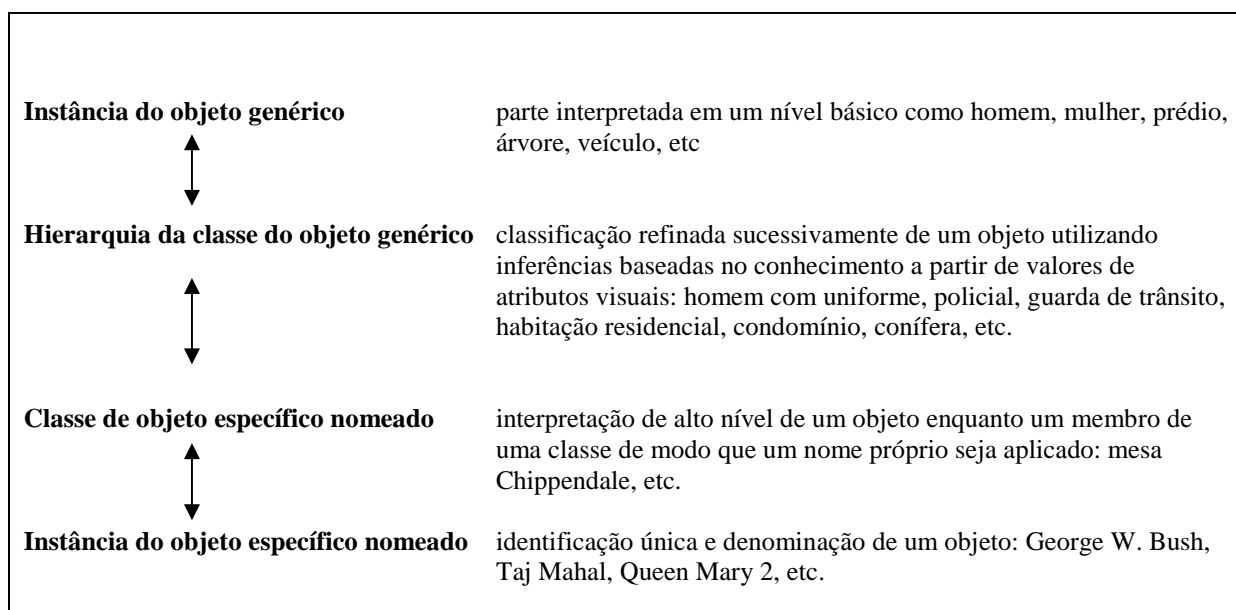 Instância do objeto genérico
parte interpretada em um nível básico como homem, mulher, prédio,
árvore, veículo, etc
Hierarquia da classe do objeto genérico
classificação refinada sucessivamente de um objeto utilizando
inferências baseadas no conhecimento a partir de valores de
atributos visuais: homem com uniforme, policial, guarda de trânsito,
habitação residencial, condomínio, conífera, etc.
Classe de objeto específico nomeado
interpretação de alto nível de um objeto enquanto um membro de
uma classe de modo que um nome próprio seja aplicado: mesa
Chippendale, etc.
Instância do objeto específico nomeado
identificação única e denominação de um objeto: George W. Bush,
Taj Mahal, Queen Mary 2, etc.